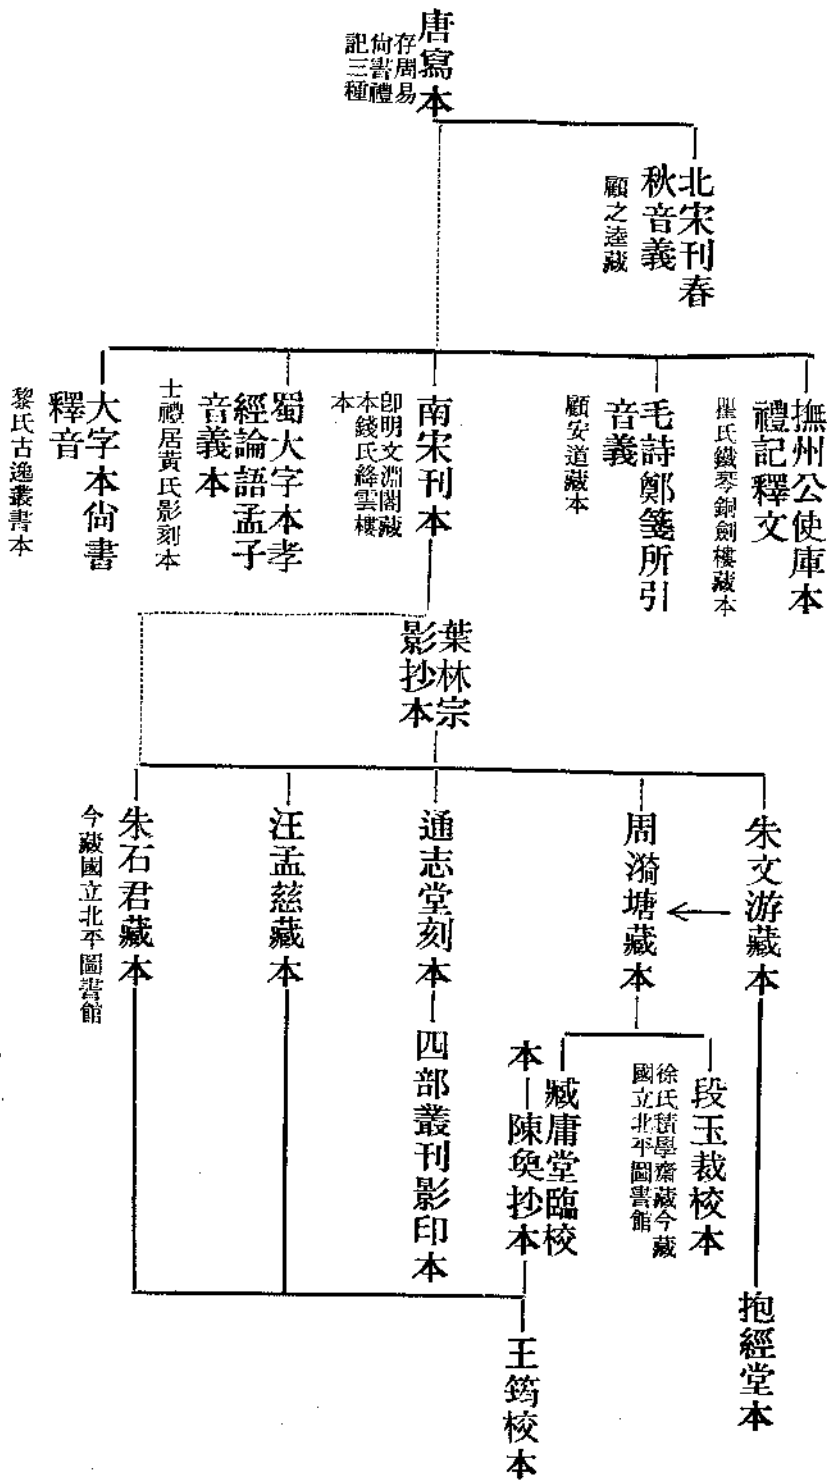 唐寫本
存周易
尙書禮
記三種
北宋刊春
秋音義
顧之逵藏
撫州公使庫本
禮記釋文
瞿氏鐵琴銅劍樓藏本
毛詩鄭箋所引
音義
顧安道藏本
南宋刊本
卽明文淵閣藏
本錢氏絳雲樓
本
蜀大字本孝
經論語孟子
音義本
士禮居黃氏影刻本
大字本尙書
釋音
黎氏古逸叢書本
葉林宗
影抄本
朱文游藏本
周漪塘藏本
通志堂刻本
汪孟慈藏本
朱石君藏本
今藏國立北平圖書館
段玉裁校本
徐氏積學齋藏今藏
國立北平圖書館
臧庸堂臨校
本
陳奐抄本
四部叢刊影印本
抱經堂本
王筠校本